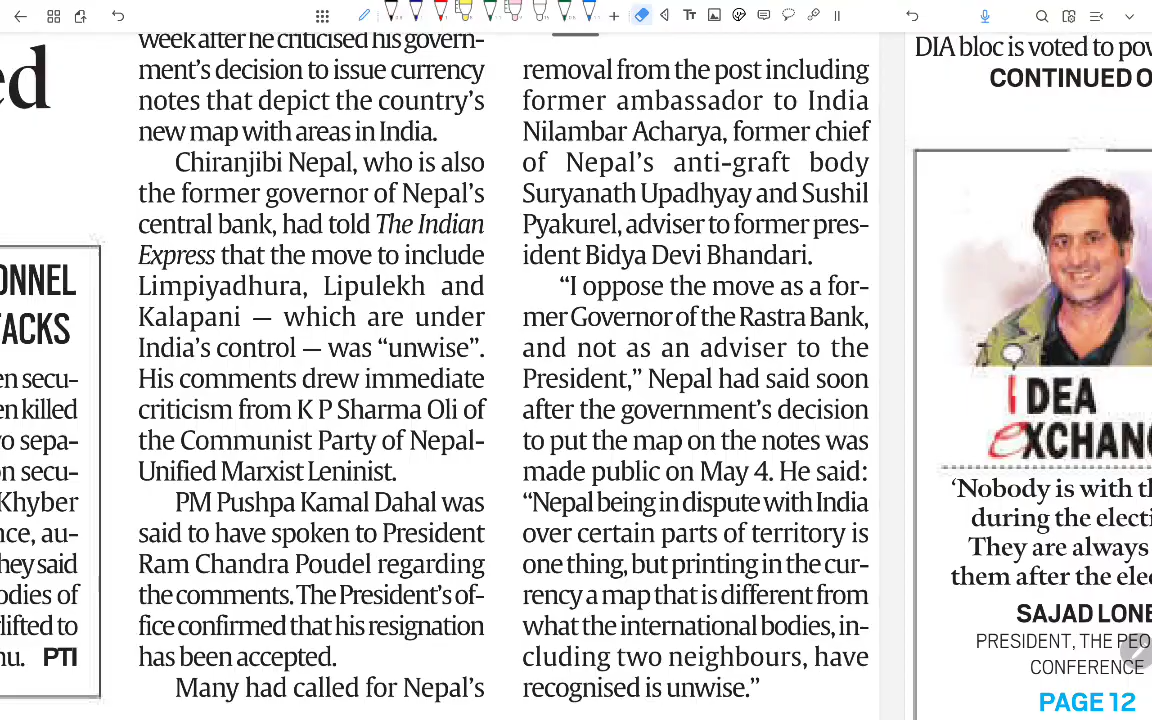 ed
ONNEL
TACKS
en secu-
en killed
o sepa-
n secu-
Khyber
nce, au-
hey said
odies of
lifted to
nu. PTI
week after he criticised his govern-
ment's decision to issue currency
notes that depict the country's
new map with areas in India.
Chiranjibi Nepal, who is also
the former governor of Nepal's
central bank, had told The Indian
Express that the move to include
Limpiyadhura, Lipulekh and
Kalapani — which are under
India's control — was “unwise”.
His comments drew immediate
criticism from K P Sharma Oli of
the Communist Party of Nepal-
Unified Marxist Leninist.
PM Pushpa Kamal Dahal was
said to have spoken to President
Ram Chandra Poudel regarding
the comments. The President's of-
fice confirmed that his resignation
has been accepted.
Many had called for Nepal's
removal from the post including
former ambassador to India
Nilambar Acharya, former chief
of Nepal's anti-graft body
Suryanath Upadhyay and Sushil
Pyakurel, adviser to former pres-
ident Bidya Devi Bhandari.
“I oppose the move as a for-
mer Governor of the Rastra Bank,
and not as an adviser to the
President,” Nepal had said soon
after the government's decision
to put the map on the notes was
made public on May 4. He said:
“Nepal being in dispute with India
over certain parts of territory is
one thing, but printing in the cur-
rency a map that is different from
what the international bodies, in-
cluding two neighbours, have
recognised is unwise.”
DIA bloc is voted to pov
CONTINUED O
IDEA
eXCHANG
‘Nobody is with th
during the electi
They are always
them after the elec
SAJAD LONE
PRESIDENT, THE PEO
CONFERENCE
PAGE 12